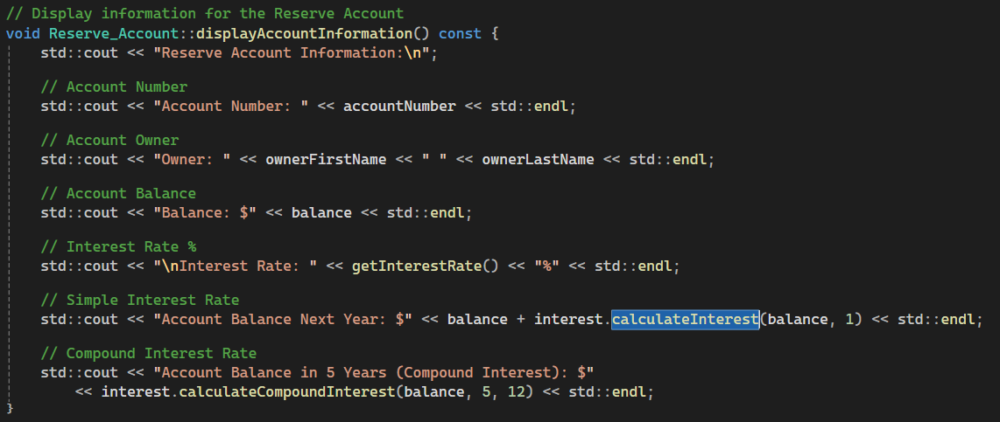 // Display information for the Reserve Account
void Reserve_Account::displayAccountInformation() const {
    std::cout << "Reserve Account Information:\n";
    // Account Number
    std::cout << "Account Number: " << accountNumber << std::endl;
    // Account Owner
    std::cout << "Owner: " << ownerFirstName << " " << ownerLastName << std::endl;
    // Account Balance
    std::cout << "Balance: $" << balance << std::endl;
    // Interest Rate %
    std::cout << "\nInterest Rate: " << getInterestRate() << "%" << std::endl;
    // Simple Interest Rate
    std::cout << "Account Balance Next Year: $" << balance + interest.calculateInterest(balance, 1) << std::endl;
    // Compound Interest Rate
    std::cout << "Account Balance in 5 Years (Compound Interest): $"
        << interest.calculateCompoundInterest(balance, 5, 12) << std::endl;
}